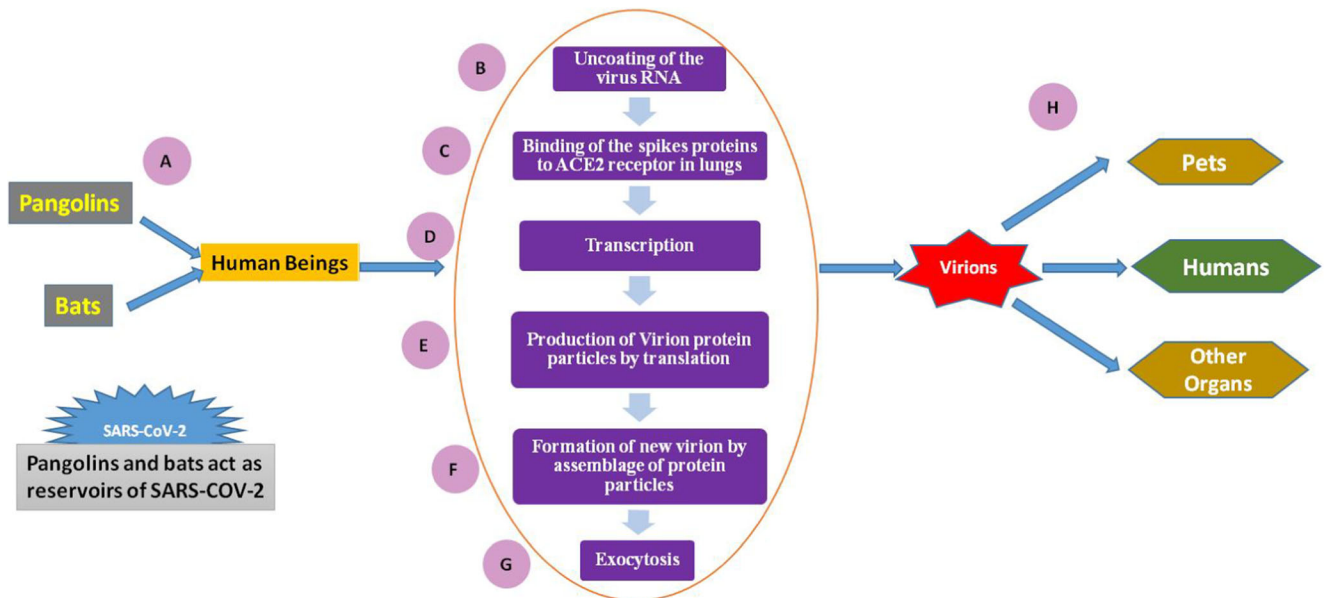 A
Pangolins
Bats
Human Beings
SARS-CoV-2
Pangolins and bats act as
reservoirs of SARS-COV-2
B
Uncoating of the
virus RNA
C
Binding of the spikes proteins
to ACE2 receptor in lungs
D
Transcription
E
Production of Virion protein
particles by translation
F
Formation of new virion by
assemblage of protein
particles
G
Exocytosis
Virions
H
Pets
Humans
Other
Organs